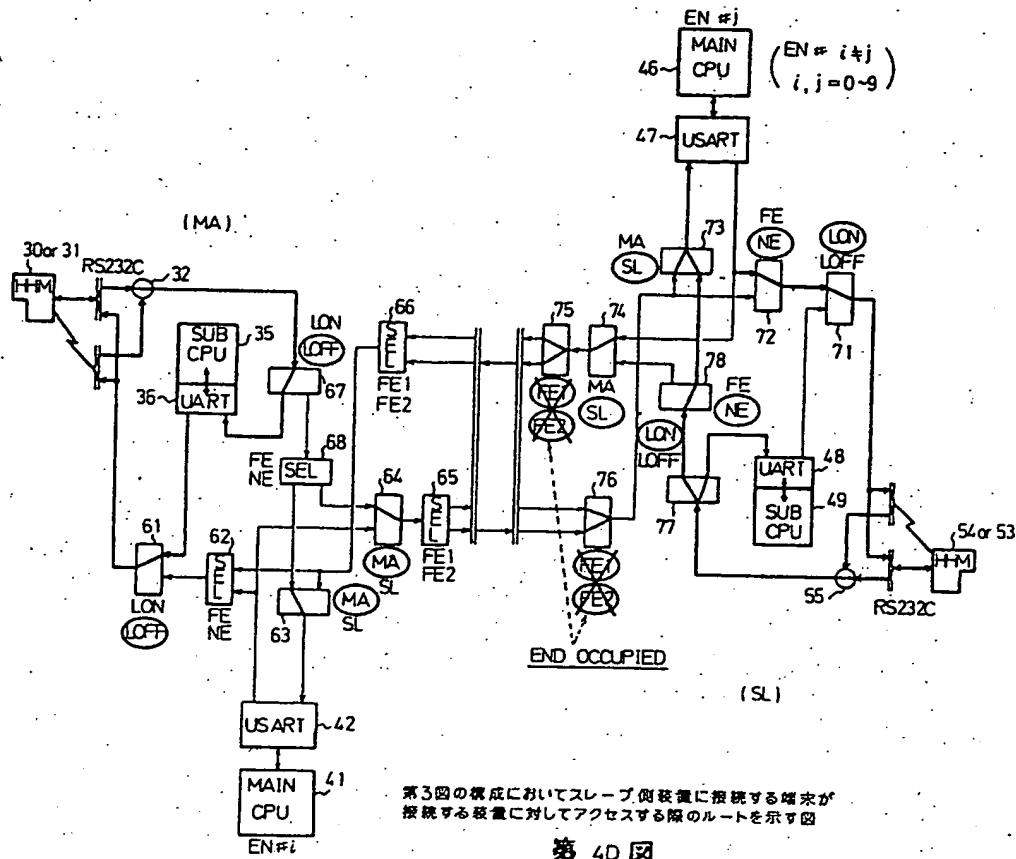 EN #j
MAIN
CPU
46
(EN# i≠j
i, j=0~9)
47
USART
(MA)
30or 31
RS232C
32
HHM
SUB
CPU
35
36
UART
LON
LOFF
67
66
SEL
FE1
FE2
FE
NE
SEL
68
64
65
SEL
MA
SL
FE1
FE2
61
LON
LOFF
62
SEL
FE
NE
63
MA
SL
USART
42
MAIN
CPU
41
EN#i
MA
SL
73
FE
NE
72
LON
LOFF
71
75
74
FE1
FE2
MA
SL
78
FE
NE
LON
LOFF
77
76
FE1
FE2
END OCCUPIED
UART
48
SUB
CPU
49
54 or 53
HHM
55
RS232C
(SL)
第3図の構成においてスレーブ側装置に接続する端末が
接続する装置に対してアクセスする際のルートを示す図
第 4D 図